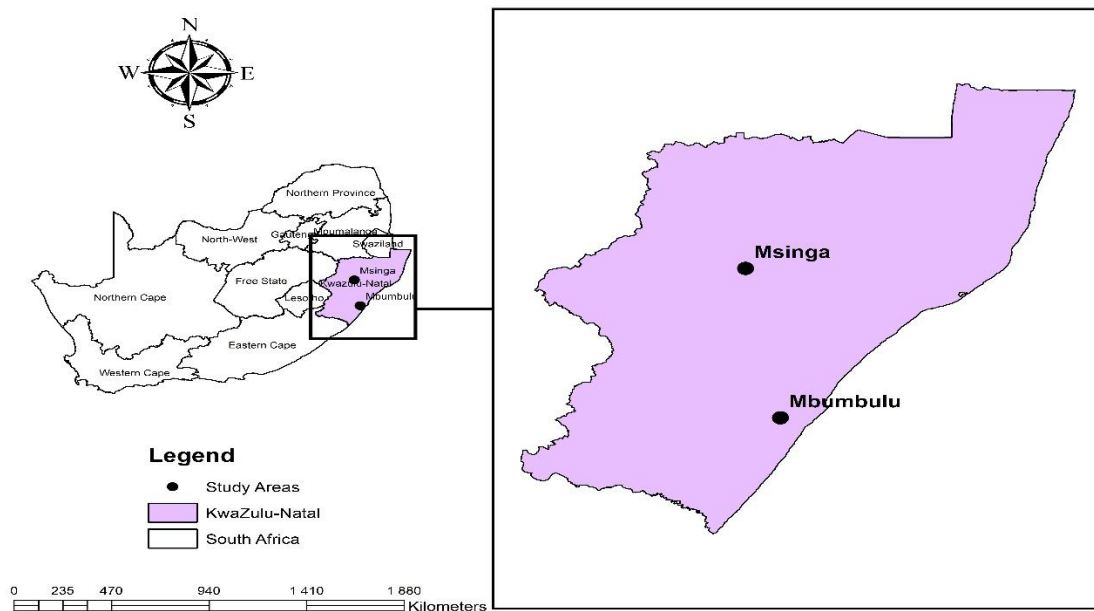 N
W E
S
Northern Province
Mpumalanga
Gauteng
North-West
Swaziland
Msinga
Free State
KwaZulu-Natal
Northern Cape
Lesotho
Mbumbulu
Eastern Cape
Western Cape
Msinga
Mbumbulu
Legend
Study Areas
KwaZulu-Natal
South Africa
0 235 470 940 1 410 1 880
Kilometers